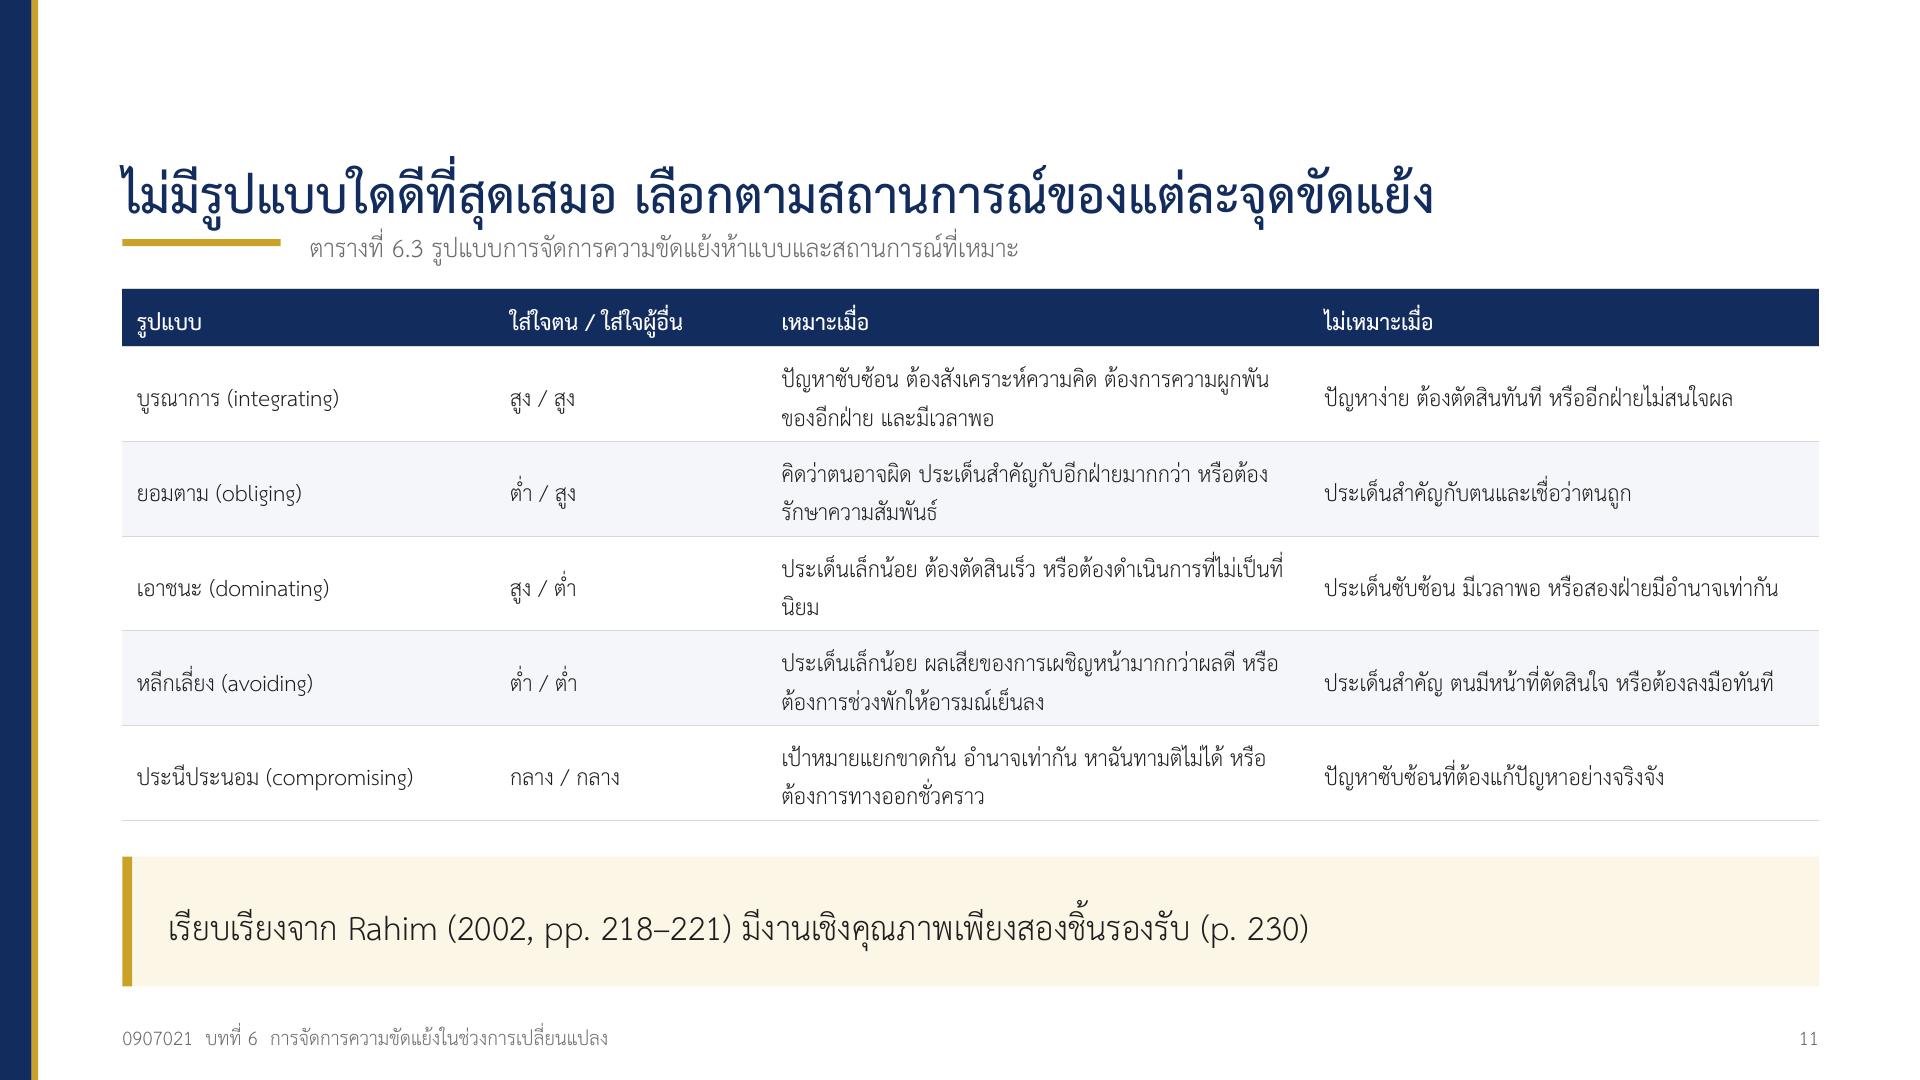 ไม่มีรูปแบบใดดีที่สุดเสมอ เลือกตามสถานการณ์ของแต่ละจุดขัดแย้ง
ตารางที่ 6.3 รูปแบบการจัดการความขัดแย้งห้าแบบและสถานการณ์ที่เหมาะ
รูปแบบ ใส่ใจตน / ใส่ใจผู้อื่น เหมาะเมื่อ ไม่เหมาะเมื่อ
บูรณาการ (integrating) สูง / สูง ปัญหาซับซ้อน ต้องสังเคราะห์ความคิด ต้องการความผูกพัน
ของอีกฝ่าย และมีเวลาพอ ปัญหาง่าย ต้องตัดสินทันที หรืออีกฝ่ายไม่สนใจผล
ยอมตาม (obliging) ต่ำ / สูง คิดว่าตนอาจผิด ประเด็นสำคัญกับอีกฝ่ายมากกว่า หรือต้อง
รักษาความสัมพันธ์ ประเด็นสำคัญกับตนและเชื่อว่าตนถูก
เอาชนะ (dominating) สูง / ต่ำ ประเด็นเล็กน้อย ต้องตัดสินเร็ว หรือต้องดำเนินการที่ไม่เป็นที่
นิยม ประเด็นซับซ้อน มีเวลาพอ หรือสองฝ่ายมีอำนาจเท่ากัน
หลีกเลี่ยง (avoiding) ต่ำ / ต่ำ ประเด็นเล็กน้อย ผลเสียของการเผชิญหน้ามากกว่าผลดี หรือ
ต้องการช่วงพักให้อารมณ์เย็นลง ประเด็นสำคัญ ตนมีหน้าที่ตัดสินใจ หรือต้องลงมือทันที
ประนีประนอม (compromising) กลาง / กลาง เป้าหมายแยกขาดกัน อำนาจเท่ากัน หาฉันทามติไม่ได้ หรือ
ต้องการทางออกชั่วคราว ปัญหาซับซ้อนที่ต้องแก้ปัญหาอย่างจริงจัง
เรียบเรียงจาก Rahim (2002, pp. 218–221) มีงานเชิงคุณภาพเพียงสองชิ้นรองรับ (p. 230)
0907021 บทที่ 6 การจัดการความขัดแย้งในช่วงการเปลี่ยนแปลง 11